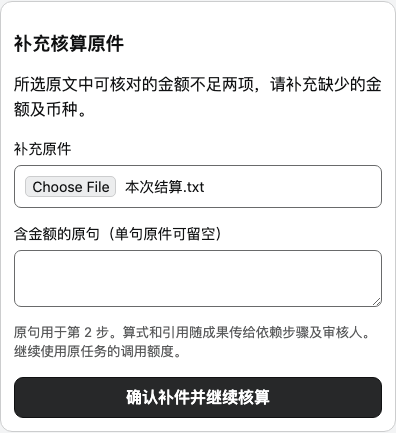 补充核算原件
所选原文中可核对的金额不足两项，请补充缺少的金
额及币种。
补充原件
Choose File 本次结算.txt
含金额的原句（单句原件可留空）
原句用于第 2 步。算式和引用随成果传给依赖步骤及审核人。
继续使用原任务的调用额度。
确认补件并继续核算